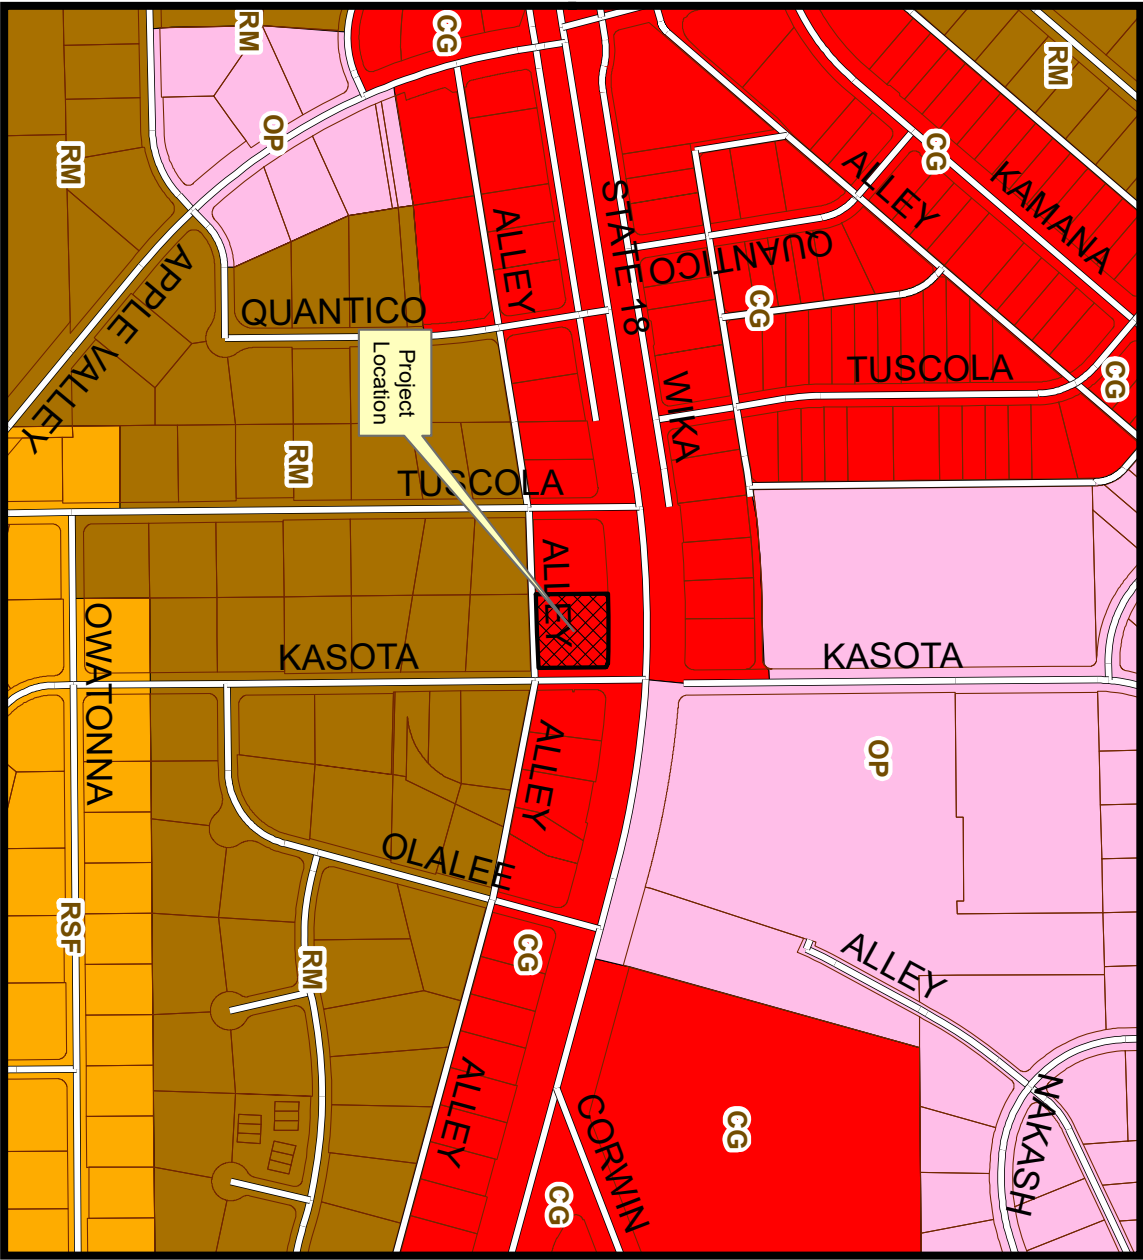 RM
CG
RM
CG
OP
RM
ALLEY
KAMANA
ALLEY
STATE 18
QUANTICO
APPLE VALLEY
QUANTICO
CG
Project
Location
WIKA
TUSCOLA
CG
RM
TUSCOLA
ALLEY
OWATONNA
KASOTA
KASOTA
ALLEY
OP
OLALEE
RSF
RM
CG
ALLEY
ALLEY
CORWIN
CG
NAKASH
CG